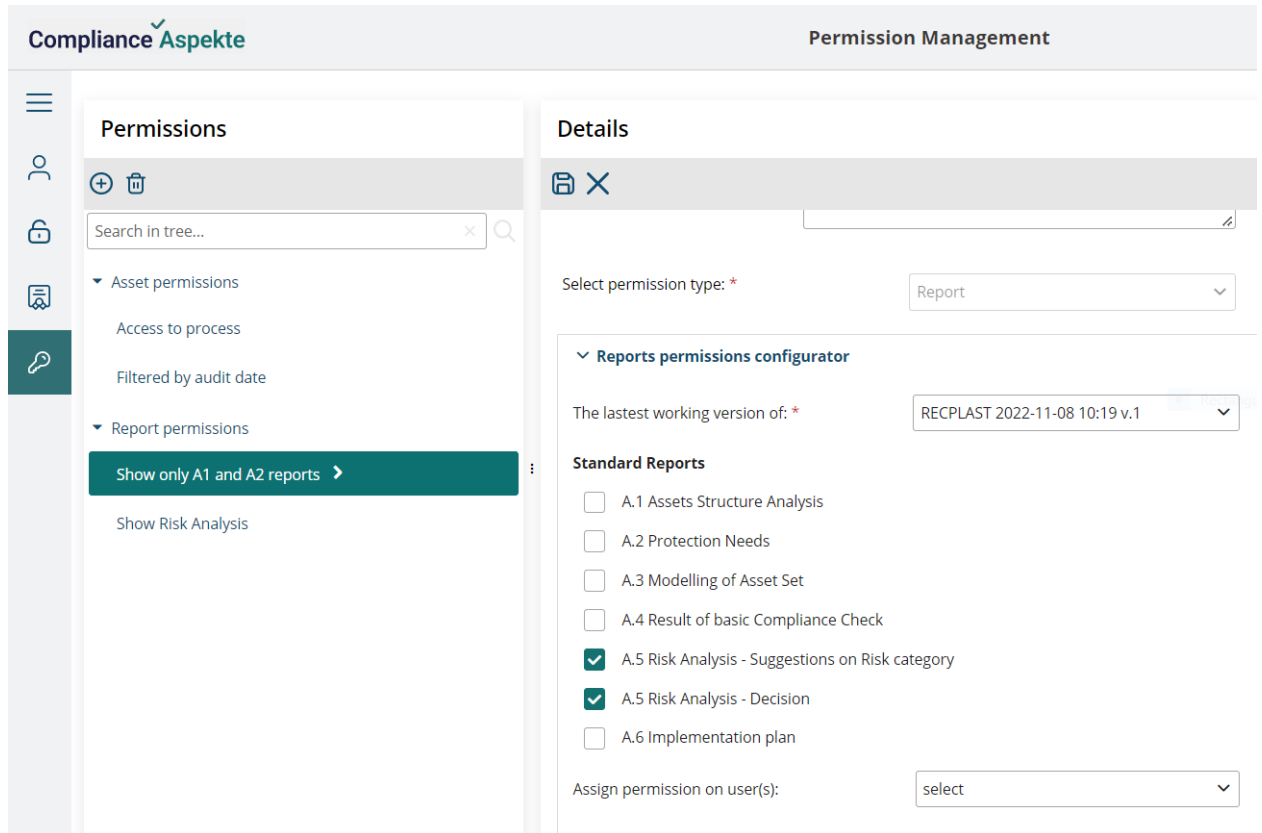 Compliance Aspekte
Permission Management
Permissions
Search in tree...
Asset permissions
Access to process
Filtered by audit date
Report permissions
Show only A1 and A2 reports
Show Risk Analysis
Details
Select permission type: *
Report
Reports permissions configurator
The lastest working version of: *
RECPLAST 2022-11-08 10:19 v.1
Standard Reports
A.1 Assets Structure Analysis
A.2 Protection Needs
A.3 Modelling of Asset Set
A.4 Result of basic Compliance Check
A.5 Risk Analysis - Suggestions on Risk category
A.5 Risk Analysis - Decision
A.6 Implementation plan
Assign permission on user(s):
select